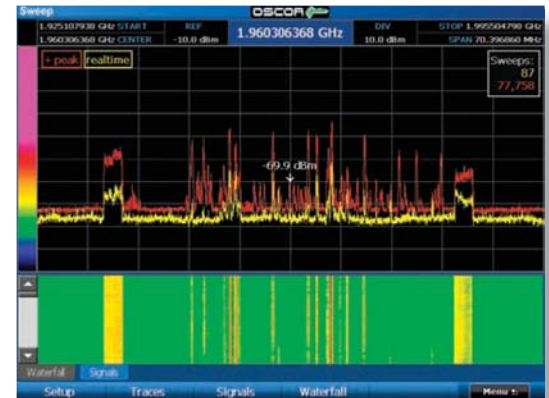 Sweep
OSCOR
1.925107938 GHz START
REF
1.960306368 GHz
DIV
STOP 1.995504798 GHz
1.960306368 GHz CENTER
-10.0 dBm
10.0 dBm
SPAN 70.396860 MHz
+ peak
realtime
Sweeps:
87
77,758
-69.9 dBm
Waterfall
Signals
Setup
Traces
Signals
Waterfall
Menu